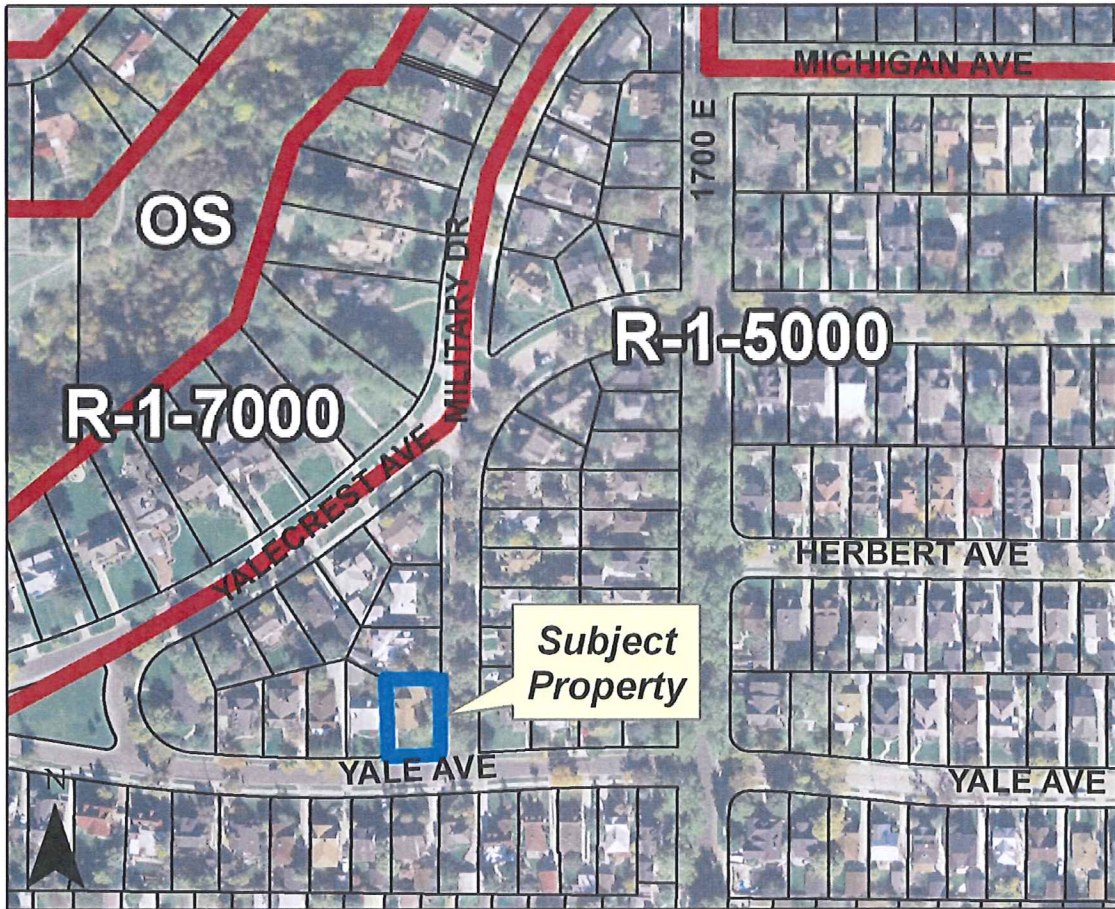 MICHIGAN AVE
1700 E
OS
MILITARY DR
R-1-5000
R-1-7000
YALECREST AVE
HERBERT AVE
Subject
Property
YALE AVE
YALE AVE
N